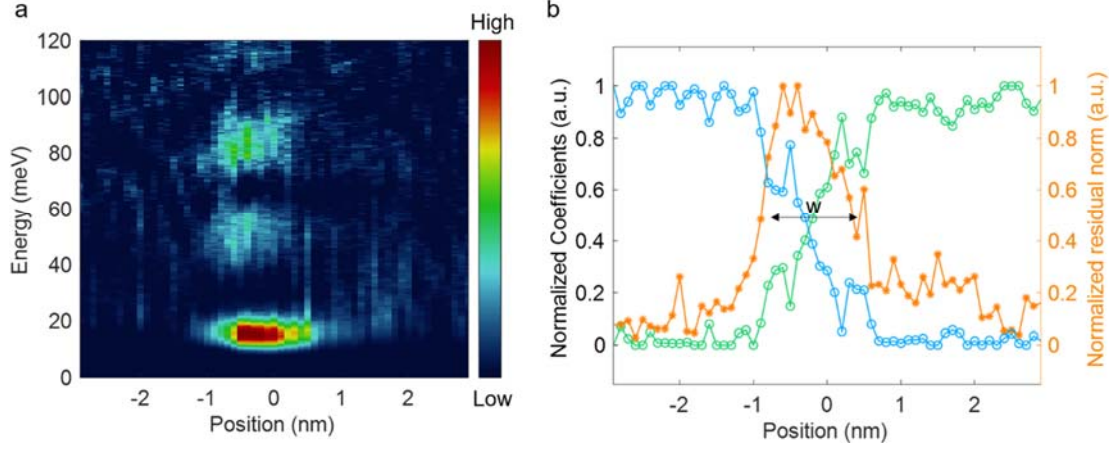 a
High
120
100
80
60
40
20
0
Energy (meV)
-2
-1
0
1
2
Position (nm)
Low
b
1
0.8
0.6
0.4
0.2
0
Normalized Coefficients (a.u.)
w
1
0.8
0.6
0.4
0.2
0
Normalized residual norm (a.u.)
-2
-1
0
1
2
Position (nm)